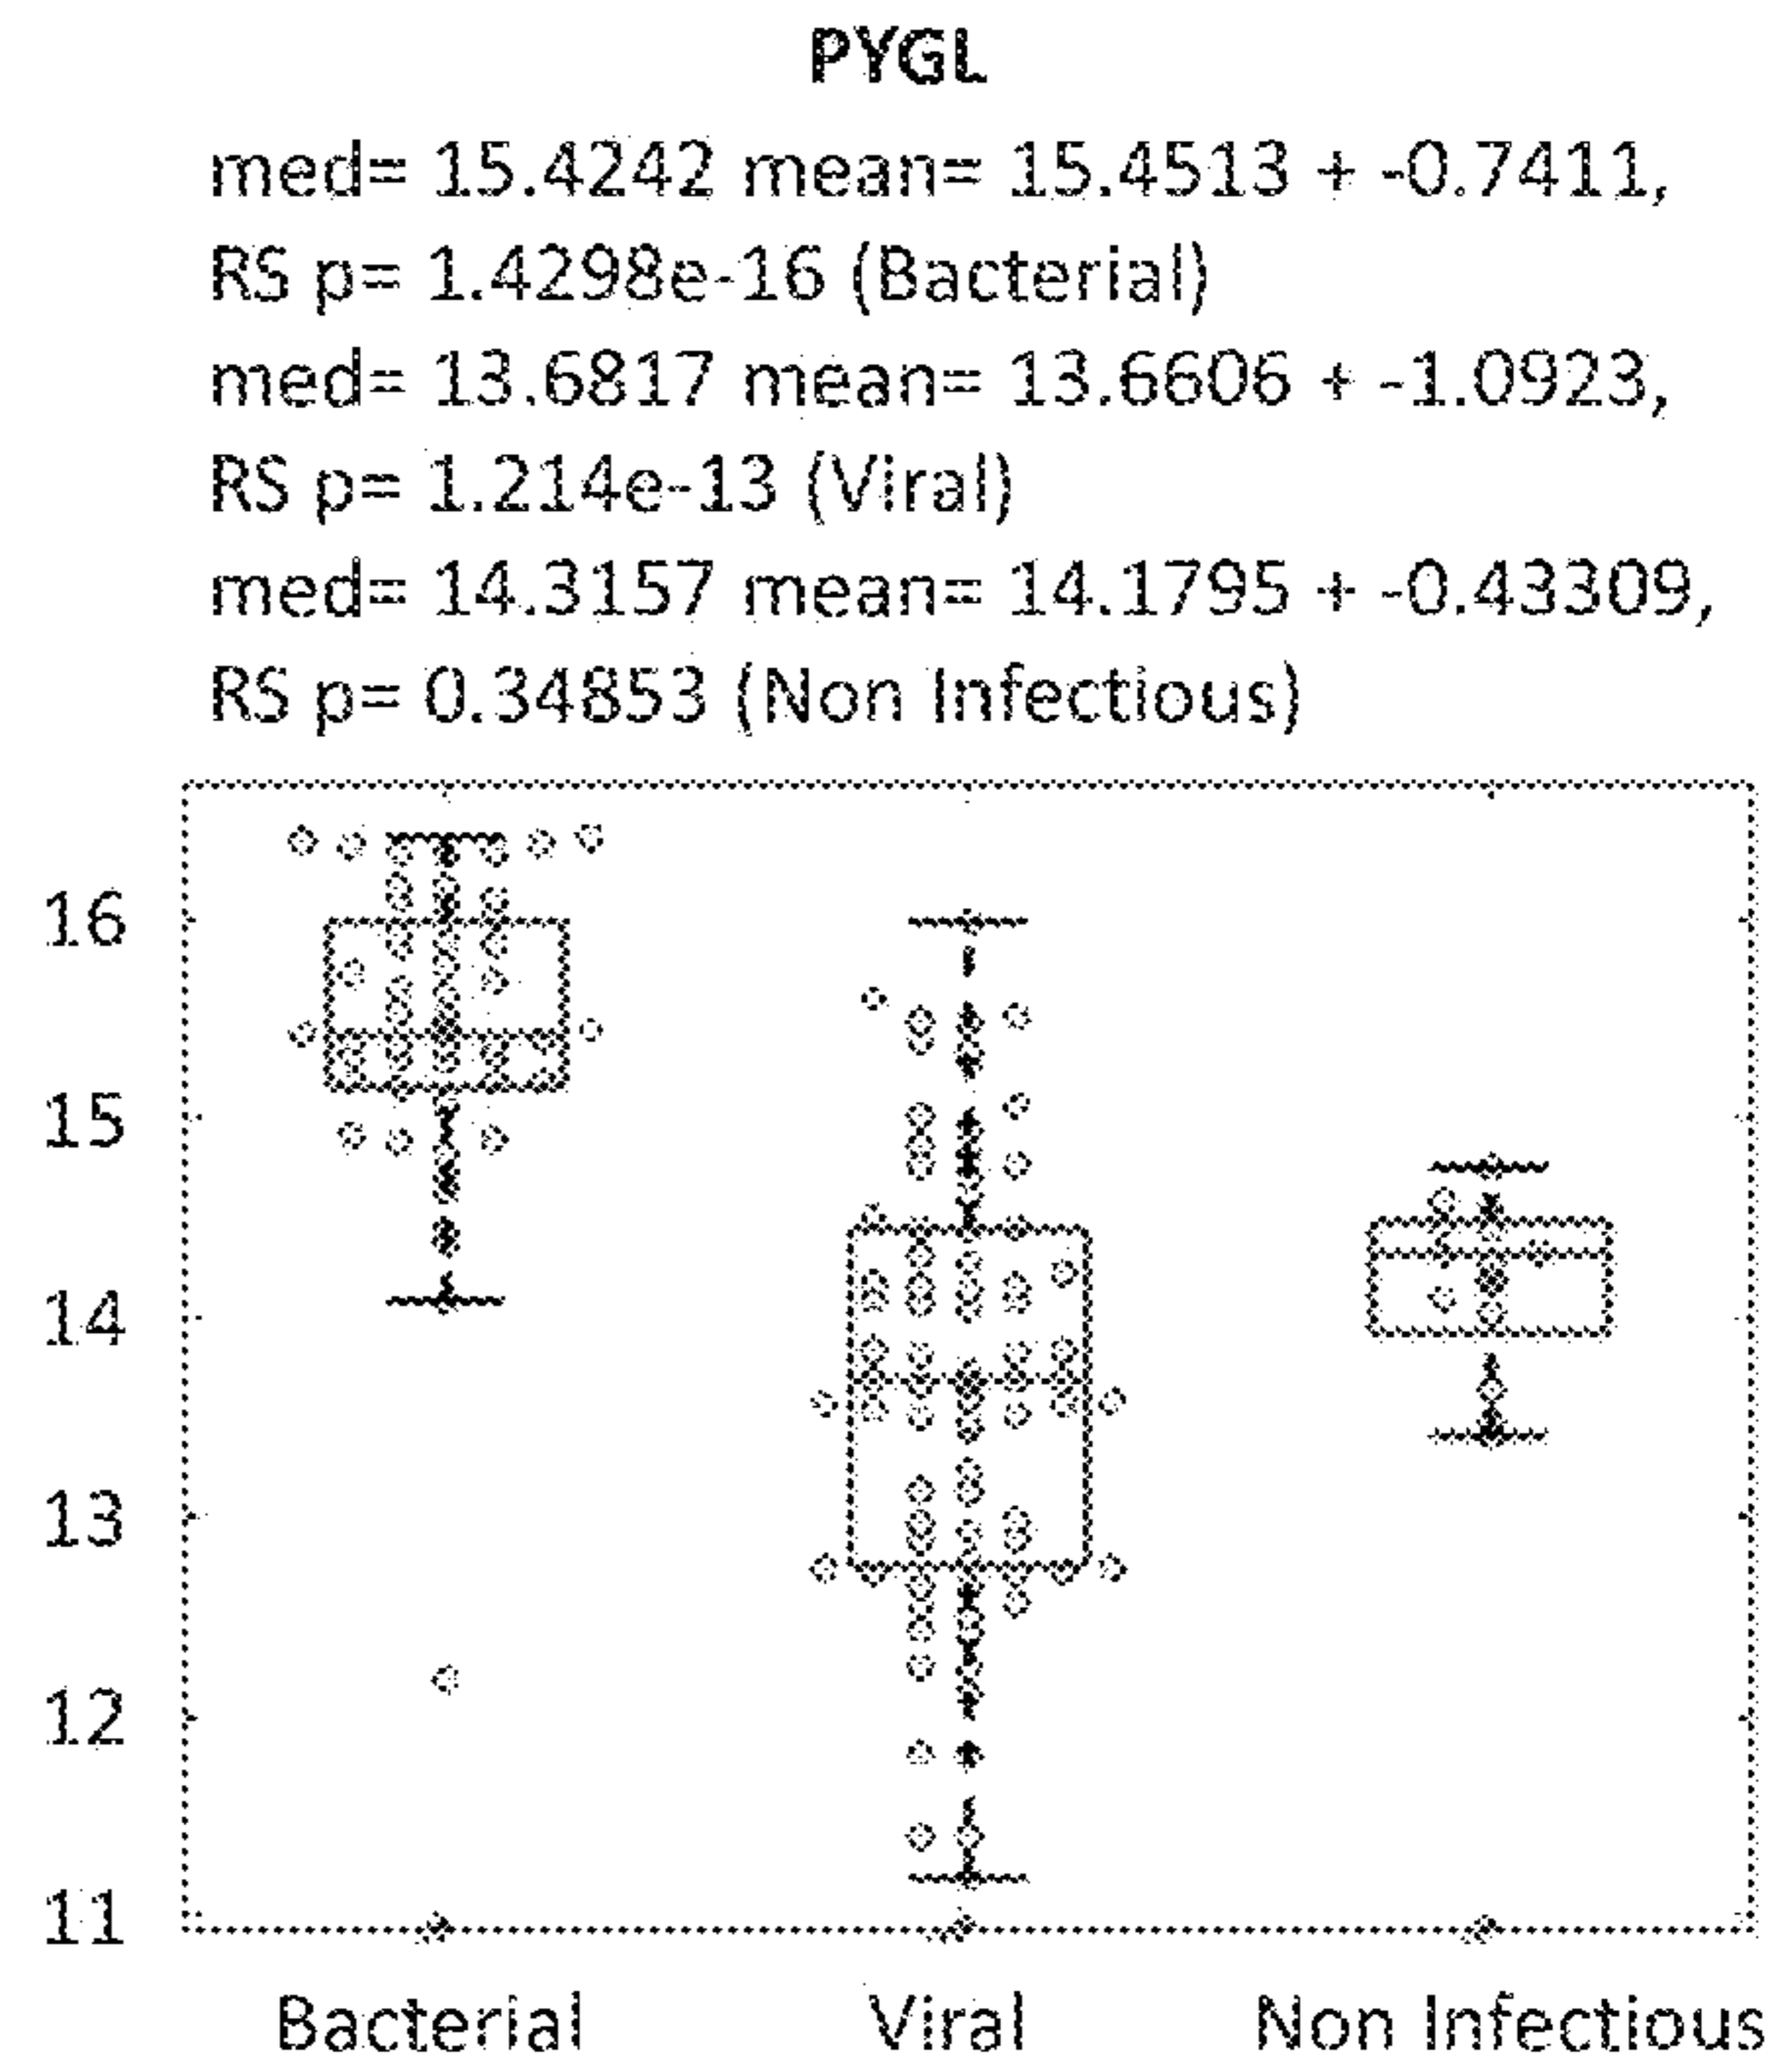 PYGL
med= 15.4242 mean= 15.4513 + -0.7411,
RS p= 1.4298e-16 (Bacterial)
med= 13.6817 mean= 13.6606 + -1.0923,
RS p= 1.214e-13 (Viral)
med= 14.3157 mean= 14.1795 + -0.43309,
RS p= 0.34853 (Non Infectious)
16
15
14
13
12
11
Bacterial Viral Non Infectious